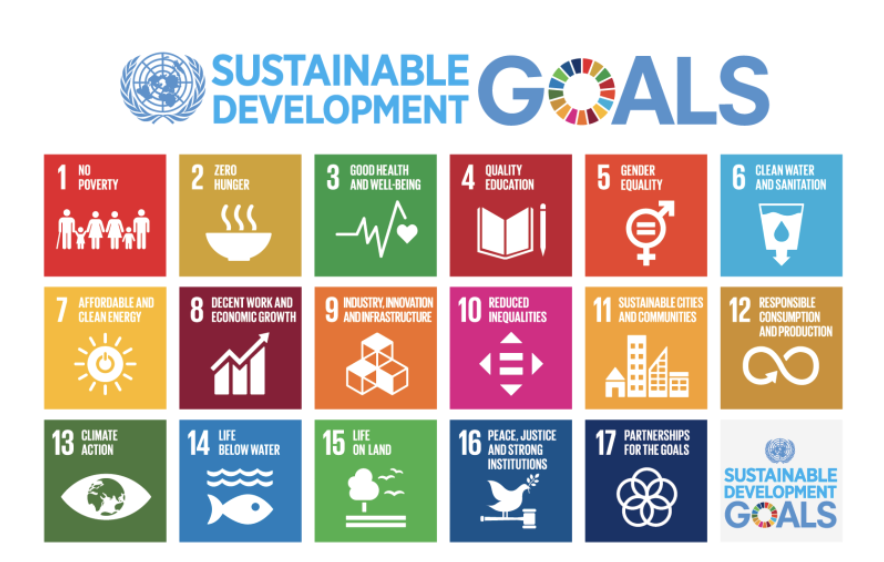 SUSTAINABLE
DEVELOPMENT
GOALS
1 NO
POVERTY
2 ZERO
HUNGER
3 GOOD HEALTH
AND WELL-BEING
4 QUALITY
EDUCATION
5 GENDER
EQUALITY
6 CLEAN WATER
AND SANITATION
7 AFFORDABLE AND
CLEAN ENERGY
8 DECENT WORK AND
ECONOMIC GROWTH
9 INDUSTRY, INNOVATION
AND INFRASTRUCTURE
10 REDUCED
INEQUALITIES
11 SUSTAINABLE CITIES
AND COMMUNITIES
12 RESPONSIBLE
CONSUMPTION
AND PRODUCTION
13 CLIMATE
ACTION
14 LIFE
BELOW WATER
15 LIFE
ON LAND
16 PEACE, JUSTICE
AND STRONG
INSTITUTIONS
17 PARTNERSHIPS
FOR THE GOALS
SUSTAINABLE
DEVELOPMENT
GOALS